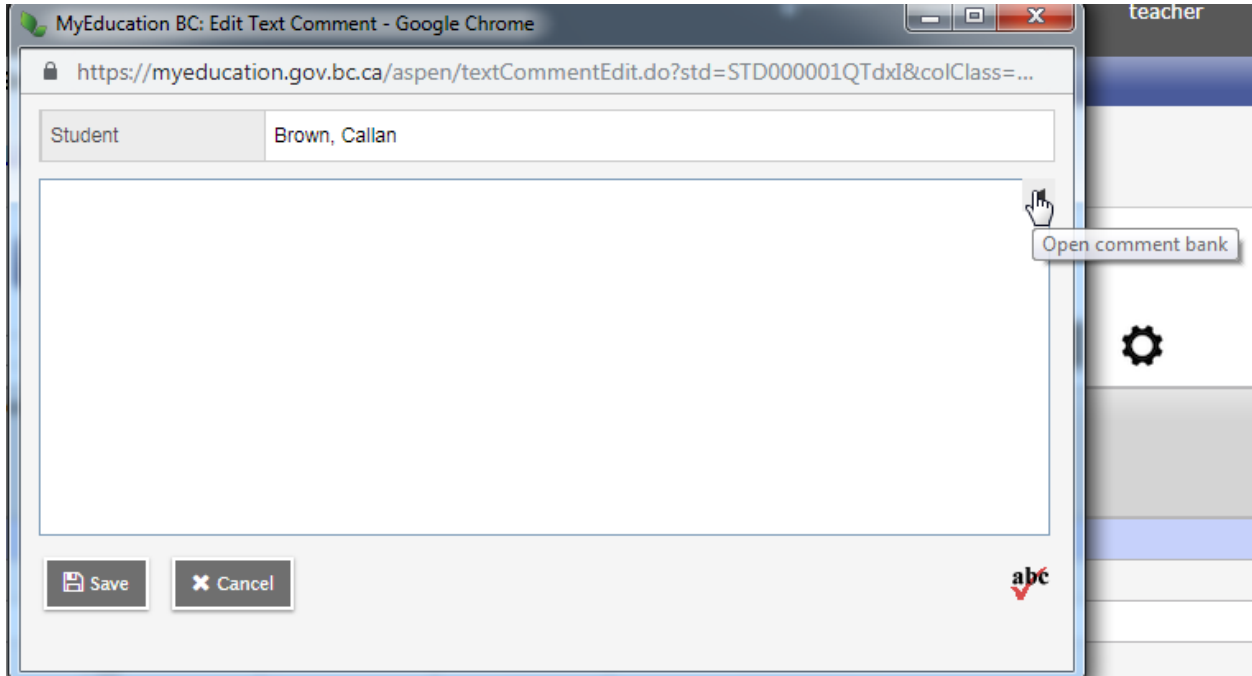 MyEducation BC: Edit Text Comment - Google Chrome
teacher
https://myeducation.gov.bc.ca/aspen/textCommentEdit.do?std=STD000001QTdxI&colClass=...
Student Brown, Callan
Open comment bank
Save Cancel abc